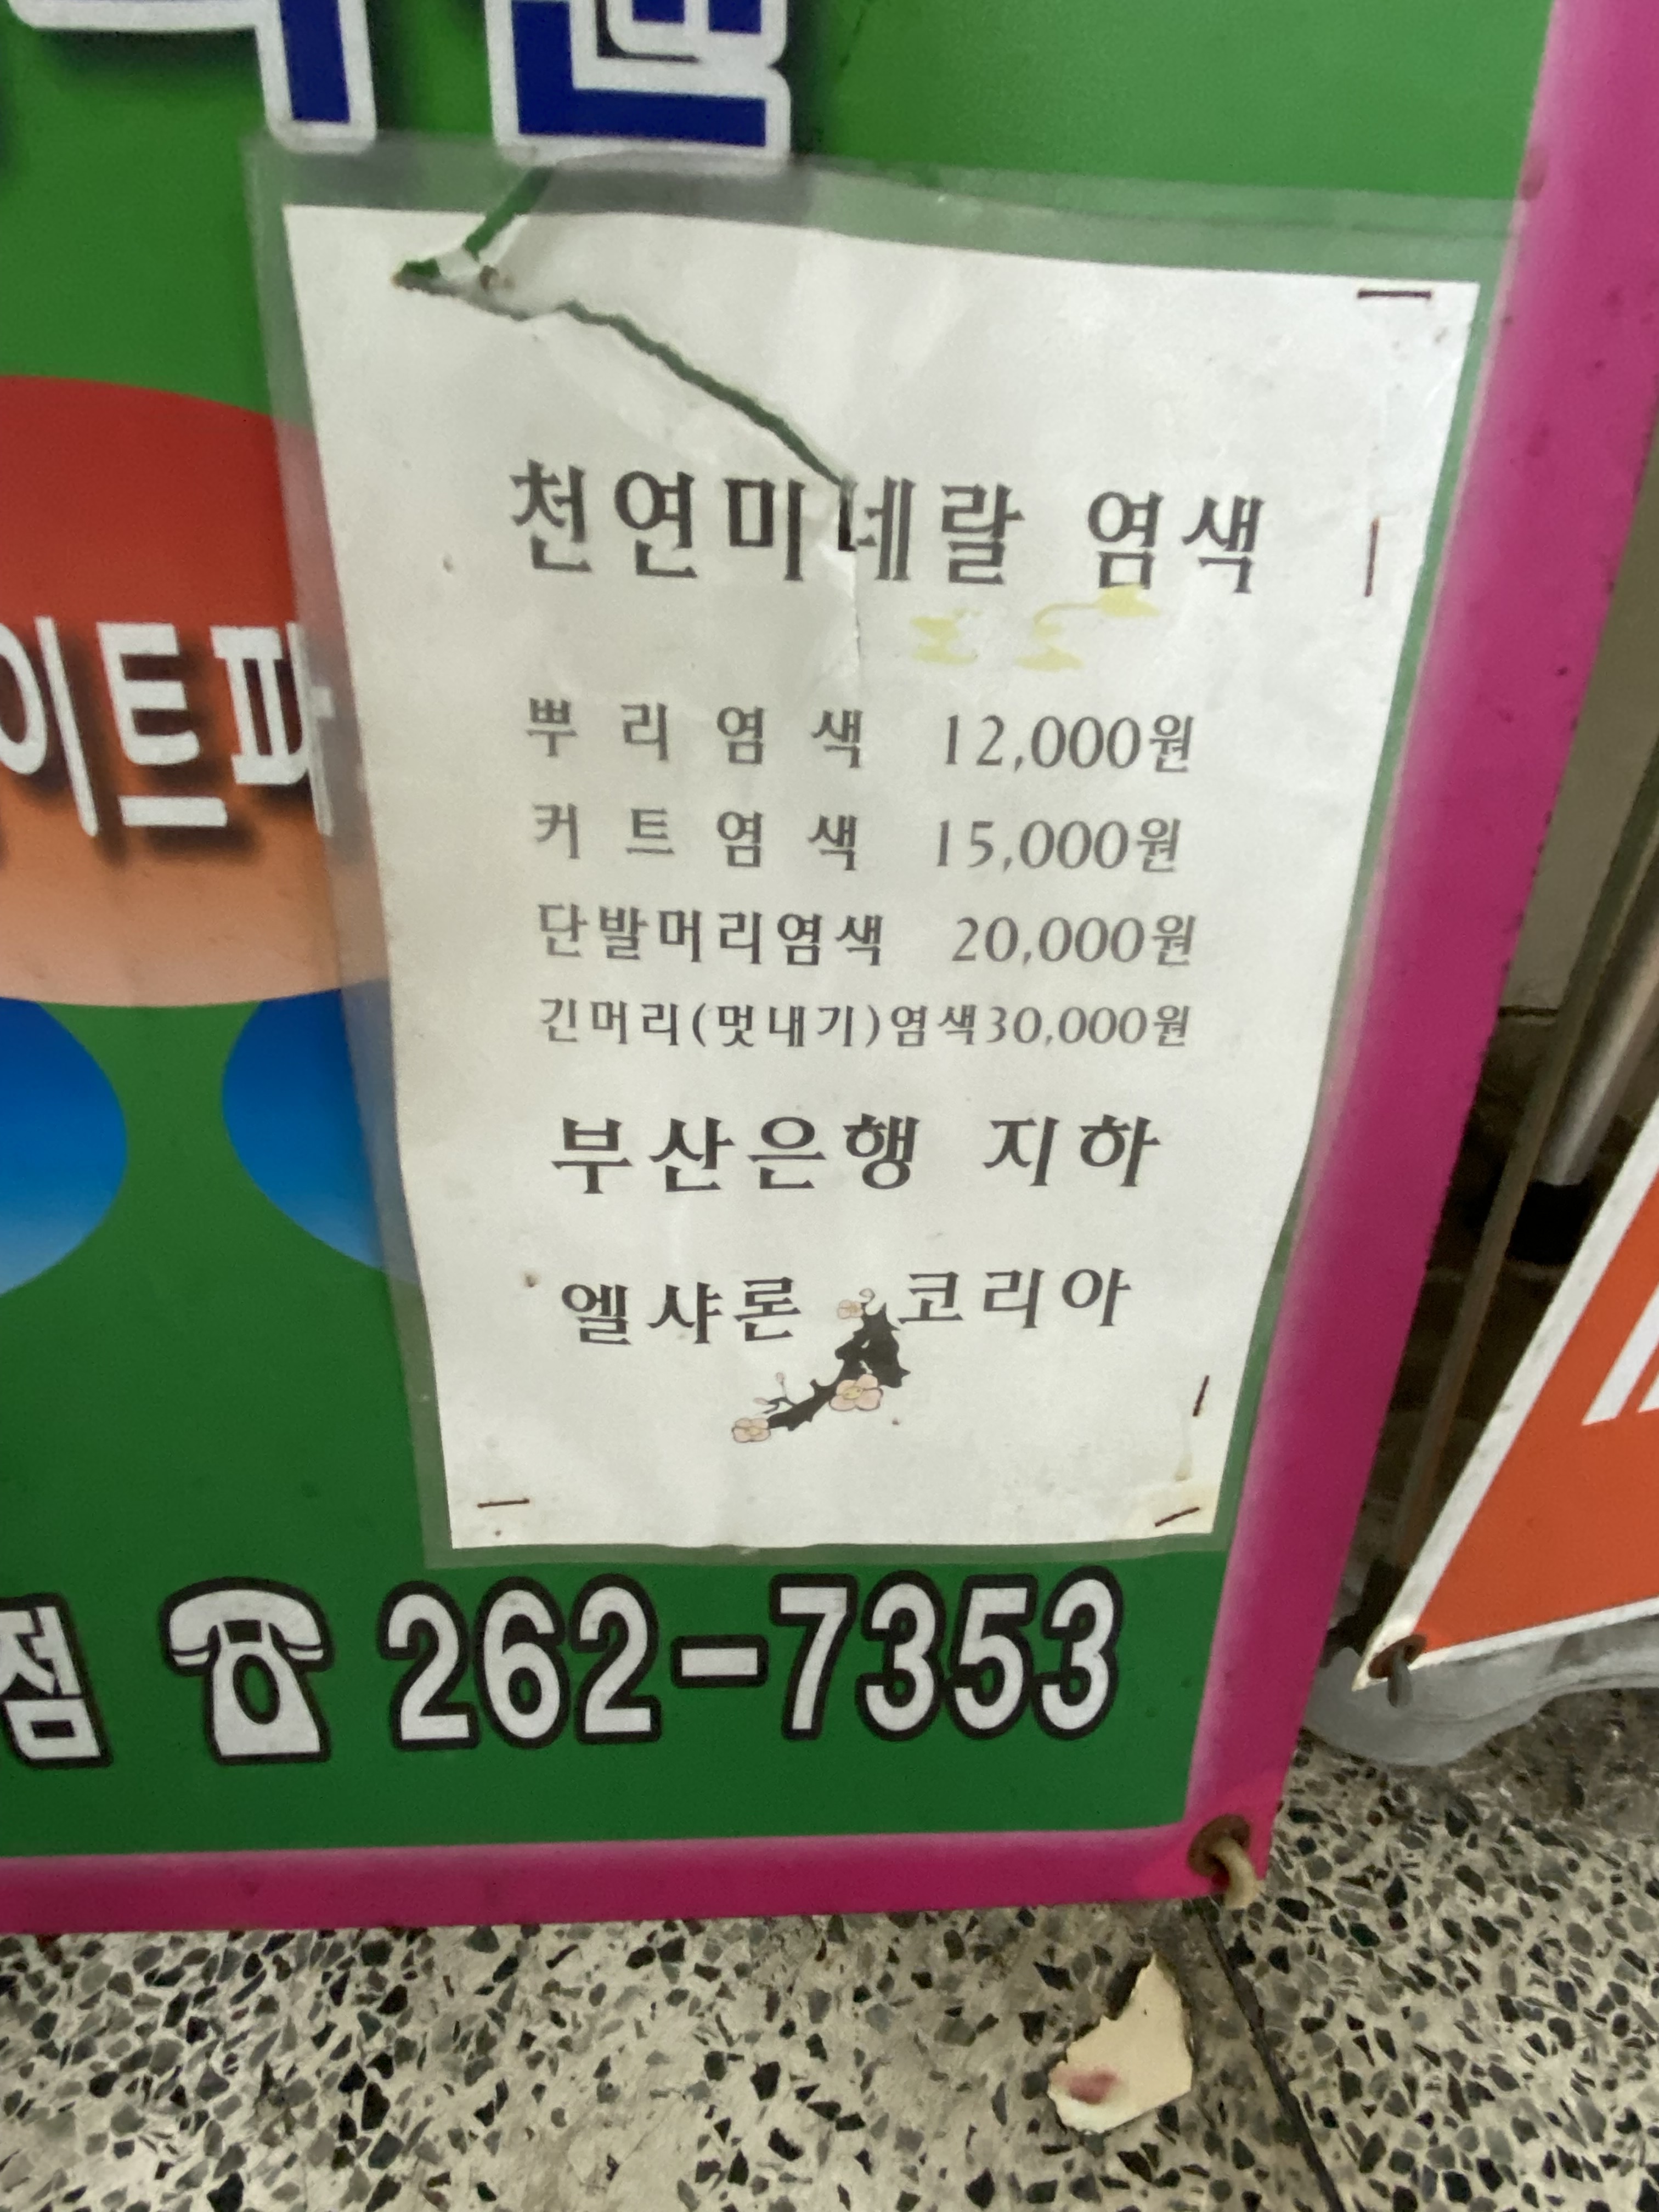 천연미네랄 염색
뿌리염색 12,000원
커트염색 15,000원
단발머리염색 20,000원
긴머리(멋내기)염색30,000원
부산은행 지하
엘샤론 코리아
이트파
점 ☎ 262-7353